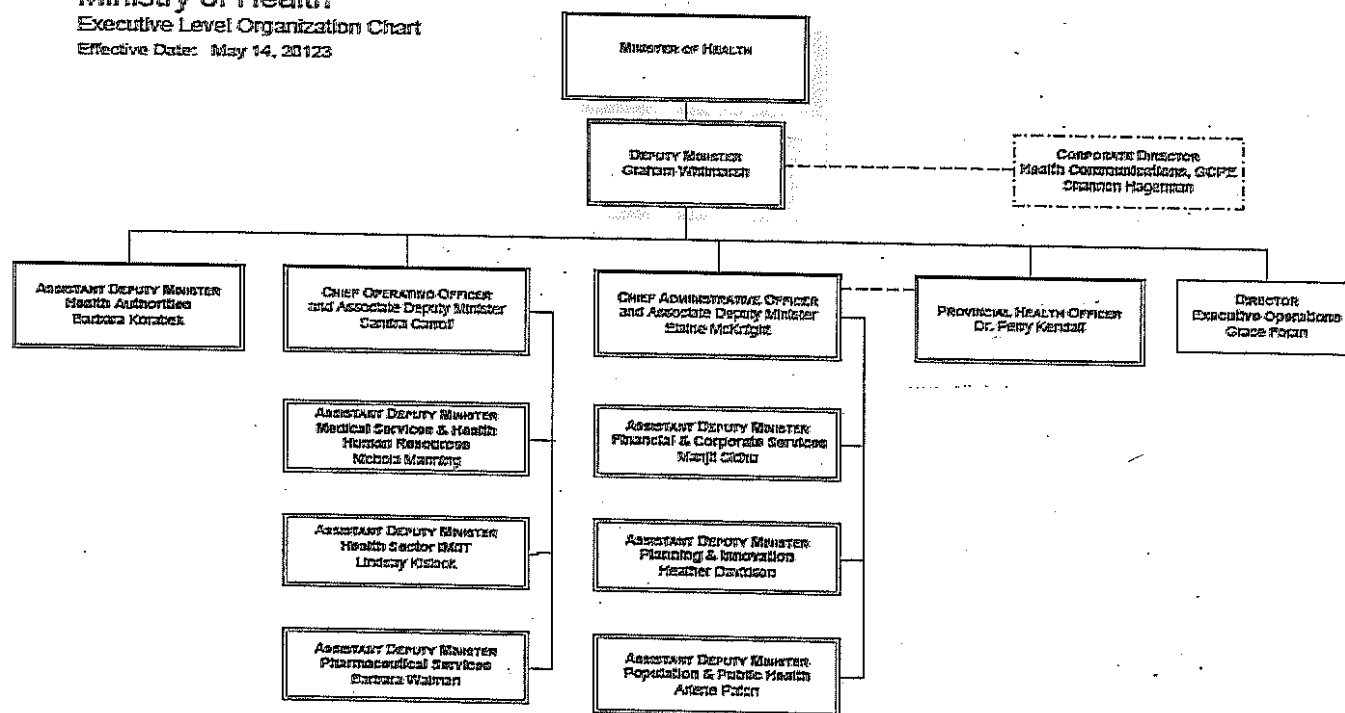 Ministry of Health
Executive Level Organization Chart
Effective Date: May 14, 20123
MINISTER OF HEALTH
DEPUTY MINISTER
Graham Whitmarsh
CORPORATE DIRECTOR
Health Communications, GCPE
Shannon Hagerman
ASSISTANT DEPUTY MINISTER
Health Authorities
Barbara Korabek
CHIEF OPERATING OFFICER
and Associate Deputy Minister
Sandra Carroll
CHIEF ADMINISTRATIVE OFFICER
and Associate Deputy Minister
Elaine McKnight
PROVINCIAL HEALTH OFFICER
Dr. Perry Kendall
DIRECTOR
Executive Operations
Grace Foran
ASSISTANT DEPUTY MINISTER
Medical Services & Health
Human Resources
Manning
ASSISTANT DEPUTY MINISTER
Financial & Corporate Services
Manjit Sidhu
ASSISTANT DEPUTY MINISTER
Health Sector IM/IT
Lindsay Kislock
ASSISTANT DEPUTY MINISTER
Planning & Innovation
Heather Davidson
ASSISTANT DEPUTY MINISTER
Pharmaceutical Services
Barbara Walman
ASSISTANT DEPUTY MINISTER
Population & Public Health
Arlene Paton